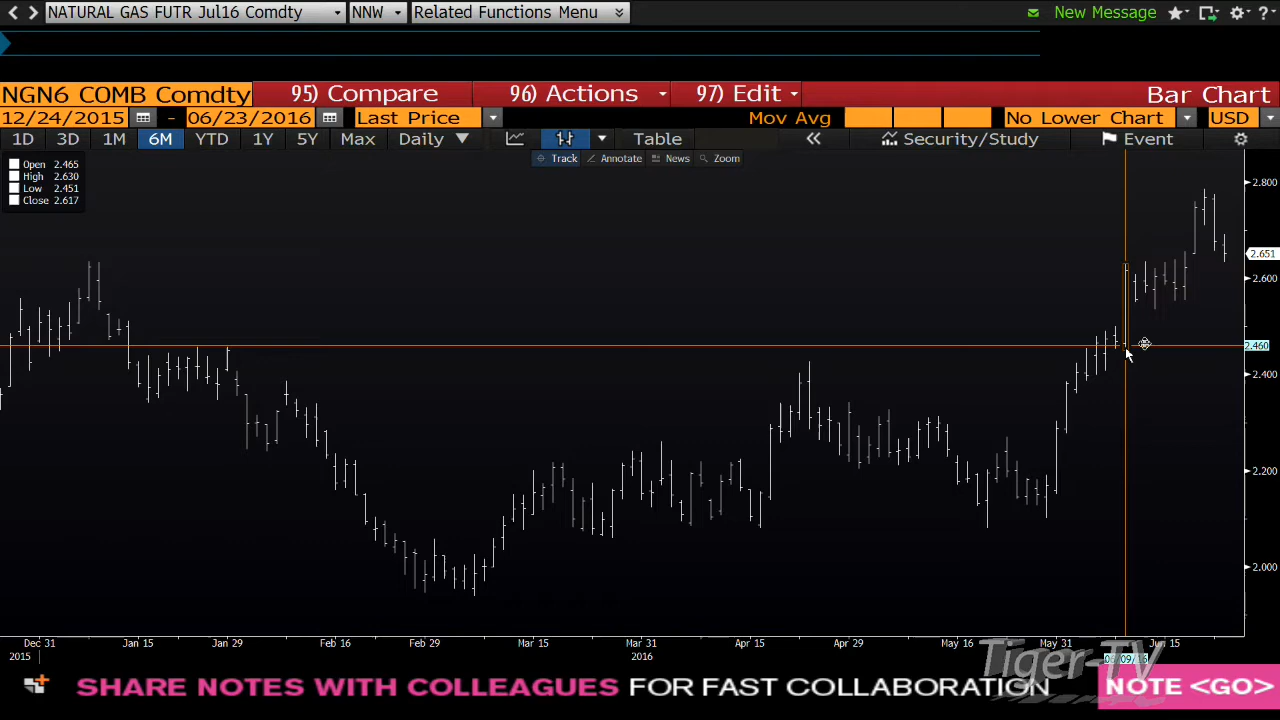 NATURAL GAS FUTR Jul16 Comdty NNW Related Functions Menu New Message ?
NGN6 COMB Comdty 95) Compare 96) Actions 97) Edit Bar Chart
12/24/2015 - 06/23/2016 Last Price Mov Avg No Lower Chart USD
1D 3D 1M 6M YTD 1Y 5Y Max Daily Table Security/Study Event
Track Annotate News Zoom
Open 2.465
High 2.630
Low 2.451
Close 2.617
2.800
2.651
2.600
2.460
2.400
2.200
2.000
Dec 31 Jan 15 Jan 29 Feb 16 Feb 29 Mar 15 Mar 31 Apr 15 Apr 29 May 16 May 31 Jun 15
2015 2016 06/09/16
Tiger-TV
SHARE NOTES WITH COLLEAGUES FOR FAST COLLABORATION NOTE <GO>